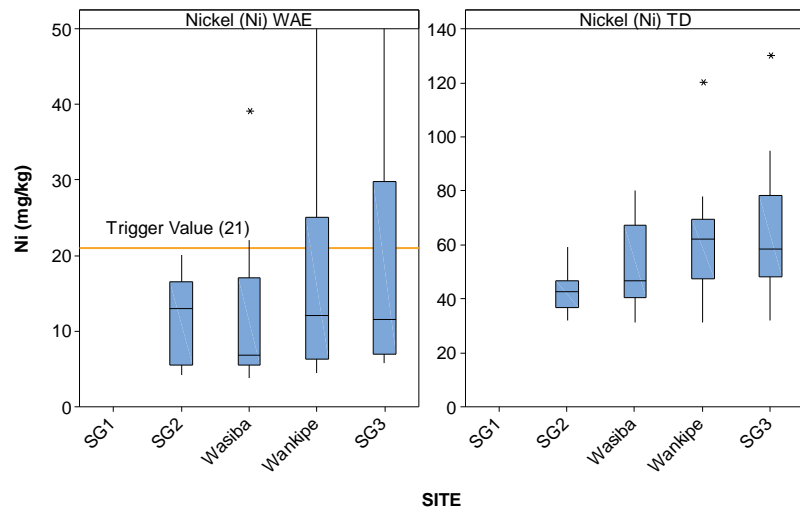 Nickel (Ni) WAE
Nickel (Ni) TD
Ni (mg/kg)
50
40
30
20
10
0
Trigger Value (21)
*
SG1
SG2
Wasiba
Wankipe
SG3
140
120
100
80
60
40
20
0
*
*
SG1
SG2
Wasiba
Wankipe
SG3
SITE